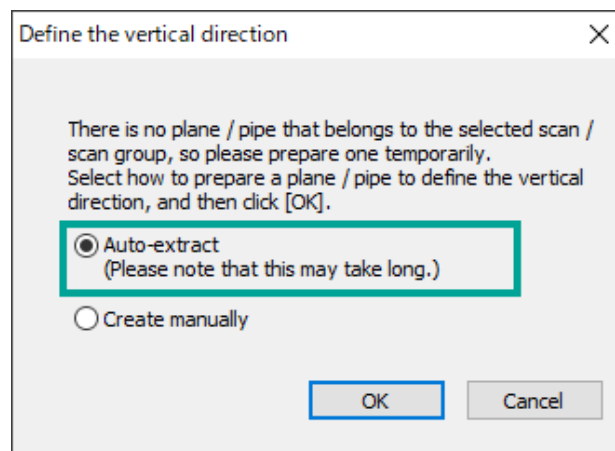 Define the vertical direction
There is no plane / pipe that belongs to the selected scan /
scan group, so please prepare one temporarily.
Select how to prepare a plane / pipe to define the vertical
direction, and then click [OK].
Auto-extract
(Please note that this may take long.)
Create manually
OK
Cancel